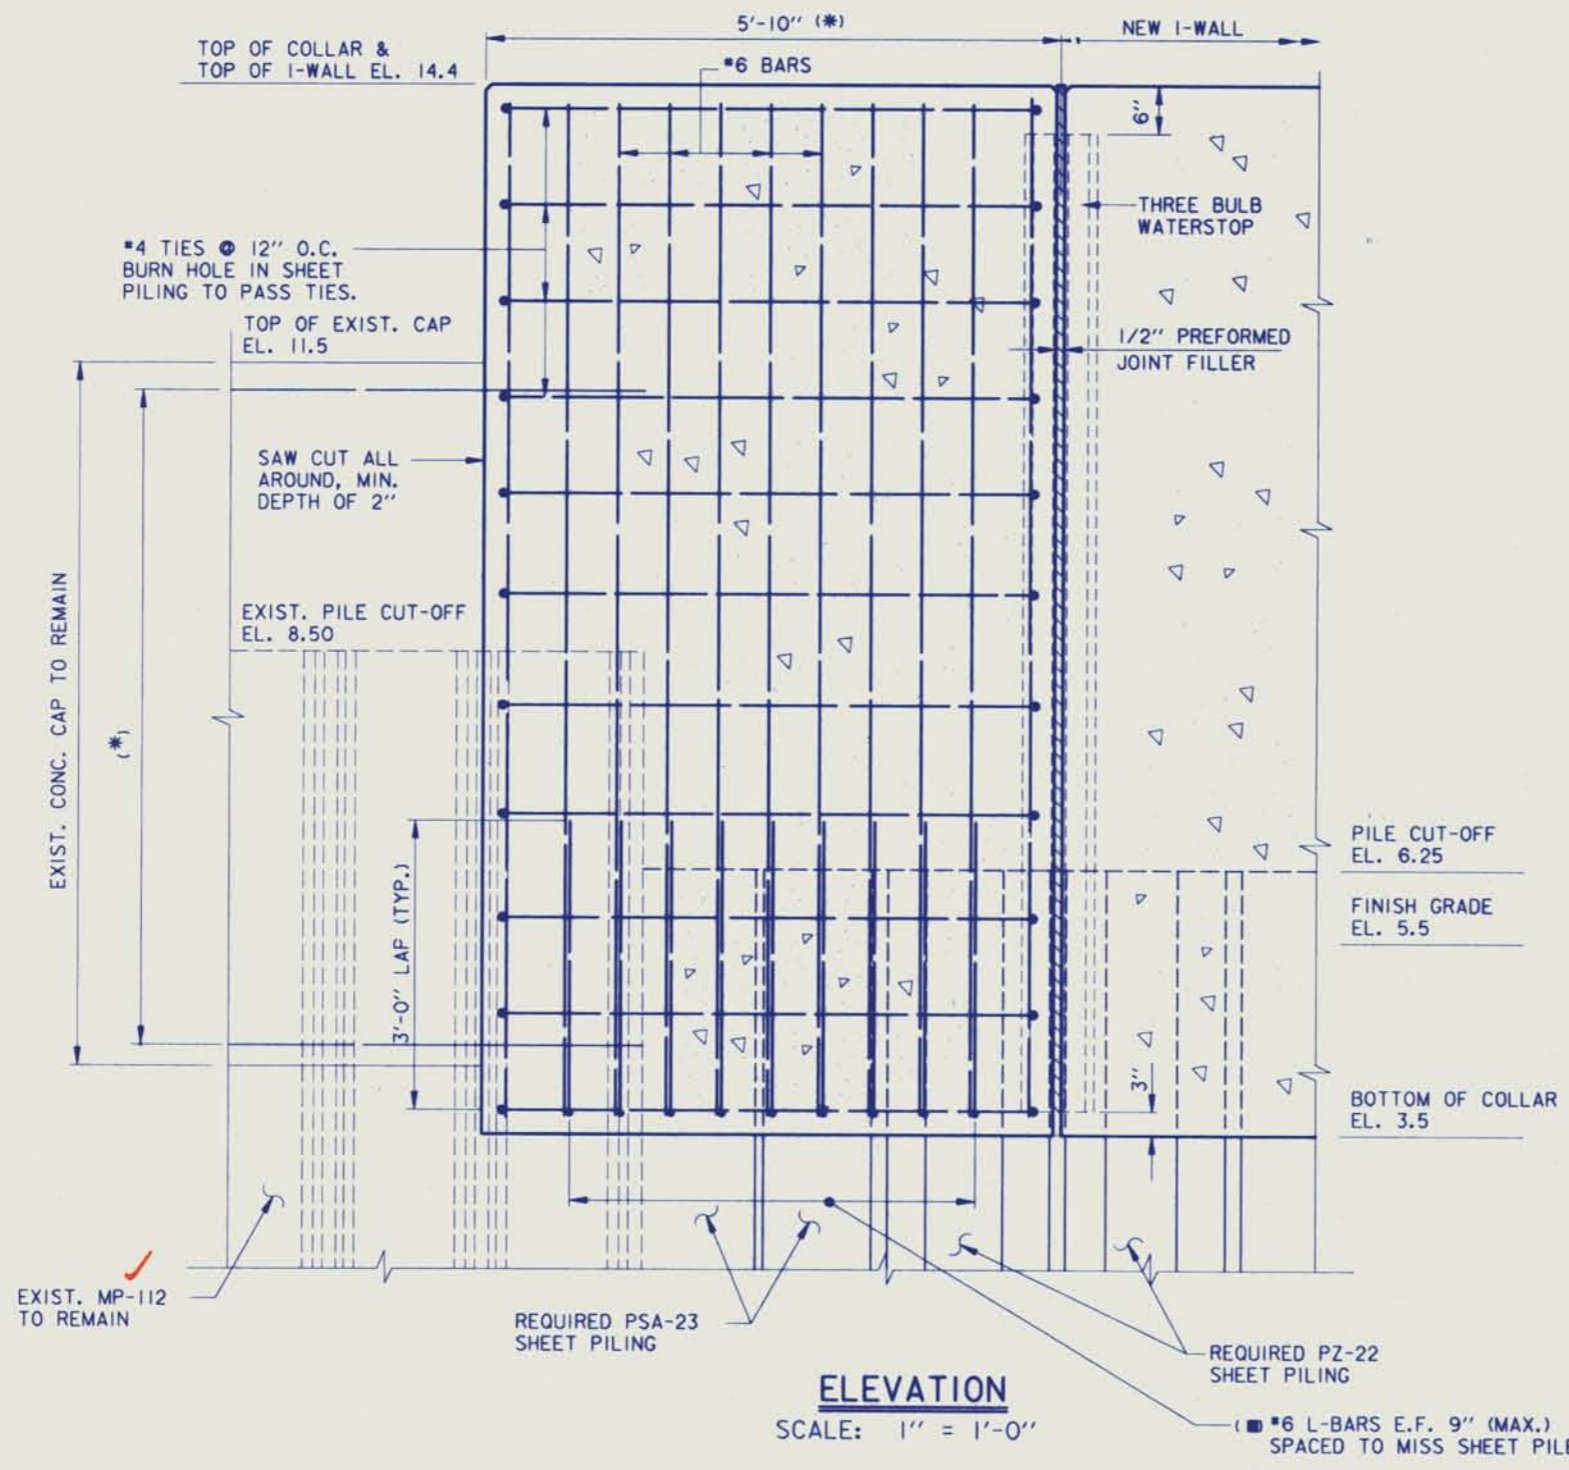 5'-10" (*)
NEW I-WALL
TOP OF COLLAR &
TOP OF I-WALL EL. 14.4
#6 BARS
6"
THREE BULB
WATERSTOP
#4 TIES @ 12" O.C.
BURN HOLE IN SHEET
PILING TO PASS TIES.
TOP OF EXIST. CAP
EL. 11.5
1/2" PREFORMED
JOINT FILLER
SAW CUT ALL
AROUND, MIN.
DEPTH OF 2"
EXIST. CONC. CAP TO REMAIN
(*)
EXIST. PILE CUT-OFF
EL. 8.50
3'-0" LAP (TYP.)
PILE CUT-OFF
EL. 6.25
FINISH GRADE
EL. 5.5
3"
BOTTOM OF COLLAR
EL. 3.5
EXIST. MP-112
TO REMAIN
REQUIRED PSA-23
SHEET PILING
REQUIRED PZ-22
SHEET PILING
ELEVATION
SCALE: 1" = 1'-0"
#6 L-BARS E.F. 9" (MAX.)
SPACED TO MISS SHEET